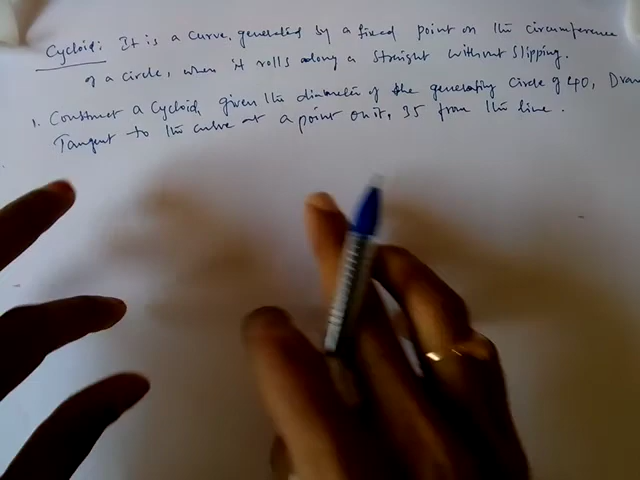 Cycloid: It is a curve, generated by a fixed point on the circumference
of a circle, when it rolls along a straight without slipping.
1. Construct a cycloid given the diameter of the generating circle of 40, Draw
Tangent to the curve at a point on it, 35 from the line.